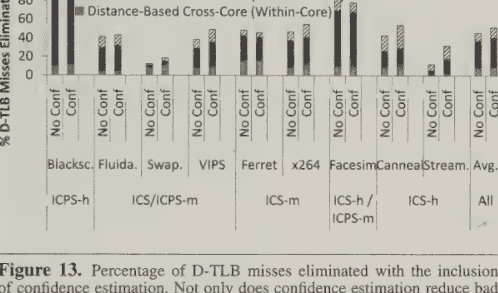 80
60
40
20
0
Distance-Based Cross-Core (Within-Core)
% D-TLB Misses Eliminat
No Conf Conf No Conf Conf No Conf Conf No Conf Conf No Conf Conf No Conf Conf No Conf Conf No Conf Conf No Conf Conf No Conf Conf
Blacksc. Fluida. Swap. VIPS Ferret x264 Facesim Canneal Stream. Avg.
ICPS-h ICS/iCPS-m ICS-m ICS-h / ICS-h All
ICPS-m
Figure 13. Percentage of D-TLB misses eliminated with the inclusion
of confidence estimation. Not only does confidence estimation reduce bad